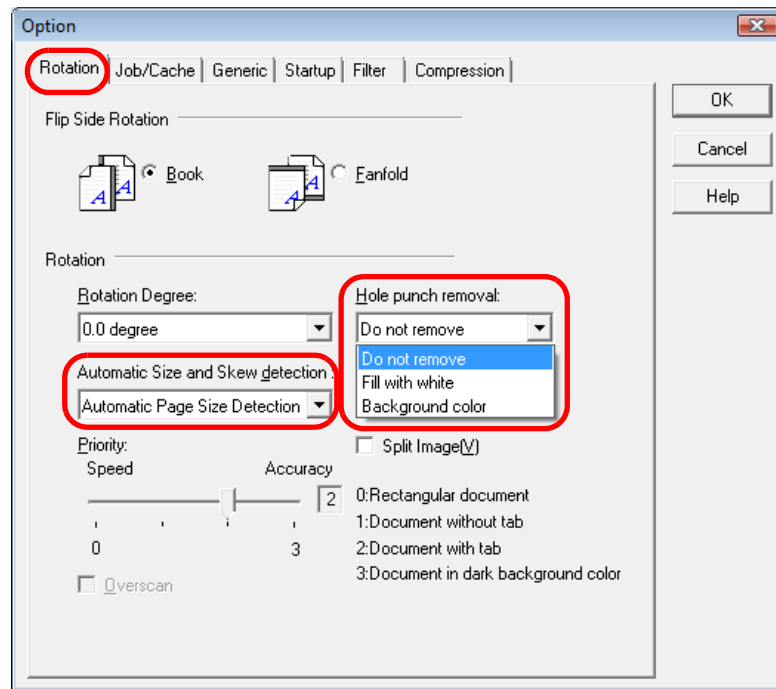 Option
Rotation Job/Cache Generic Startup Filter Compression
OK
Cancel
Help
Flip Side Rotation
A A Book A A Fanfold
Rotation
Rotation Degree: Hole punch removal:
0.0 degree Do not remove
Do not remove
Fill with white
Background color
Automatic Size and Skew detection :
Automatic Page Size Detection
Priority: Split Image(V)
Speed Accuracy
2
0 3
0:Rectangular document
1:Document without tab
2:Document with tab
3:Document in dark background color
Overscan